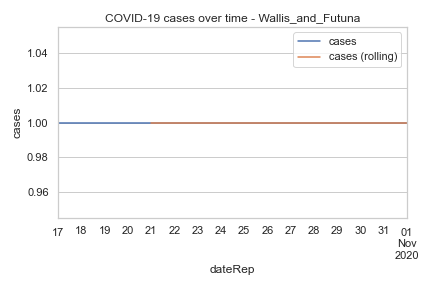 COVID-19 cases over time - Wallis_and_Futuna
cases
cases (rolling)
1.04
1.02
1.00
0.98
0.96
cases
17 18 19 20 21 22 23 24 25 26 27 28 29 30 31 01
Nov
2020
dateRep